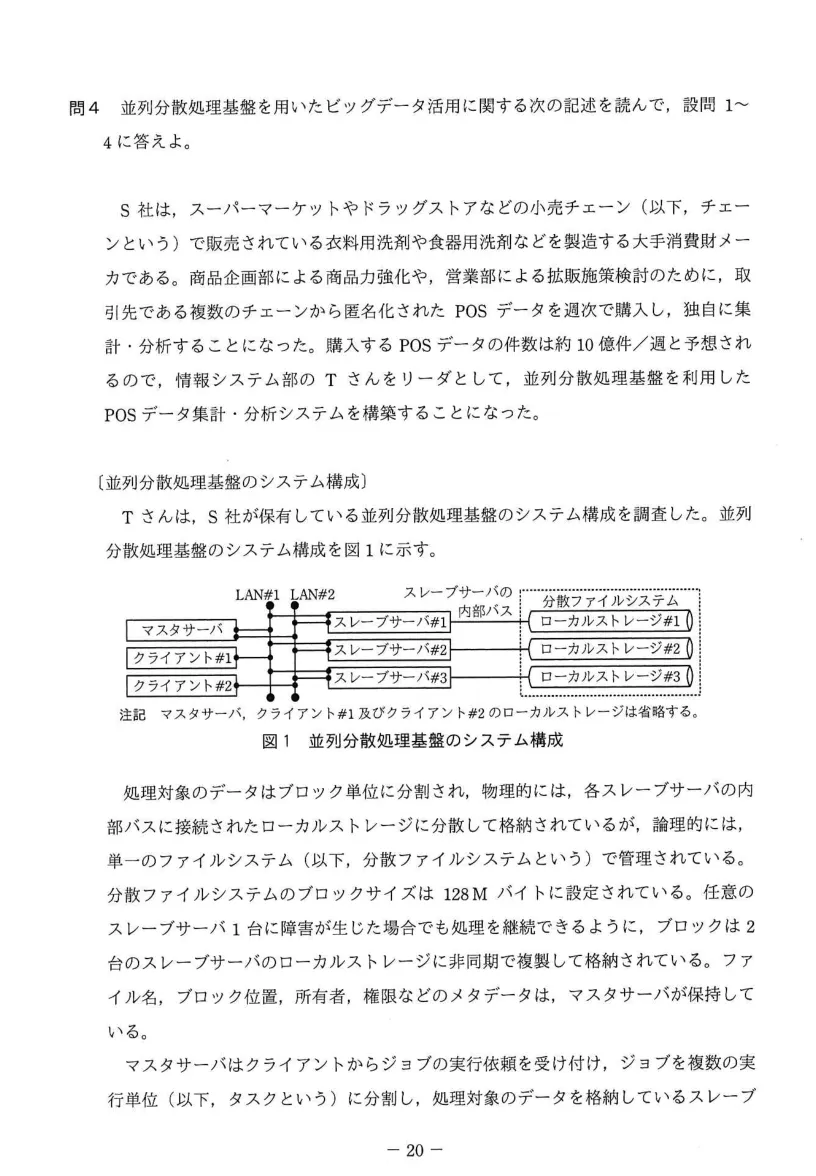 問4 並列分散処理基盤を用いたビッグデータ活用に関する次の記述を読んで，設問 1～
4 に答えよ。
S 社は，スーパーマーケットやドラッグストアなどの小売チェーン（以下，チェー
ンという）で販売されている衣料用洗剤や食器用洗剤などを製造する大手消費財メー
カである。商品企画部による商品力強化や，営業部による拡販施策検討のために，取
引先である複数のチェーンから匿名化された POS データを週次で購入し，独自に集
計・分析することになった。購入する POS データの件数は約 10 億件／週と予想され
るので，情報システム部の T さんをリーダとして，並列分散処理基盤を利用した
POS データ集計・分析システムを構築することになった。
〔並列分散処理基盤のシステム構成〕
T さんは，S 社が保有している並列分散処理基盤のシステム構成を調査した。並列
分散処理基盤のシステム構成を図 1 に示す。
LAN#1 LAN#2 スレーブサーバの
内部バス
分散ファイルシステム
マスタサーバ
クライアント#1
クライアント#2
スレーブサーバ#1
スレーブサーバ#2
スレーブサーバ#3
ローカルストレージ#1
ローカルストレージ#2
ローカルストレージ#3
注記 マスタサーバ，クライアント#1 及びクライアント#2 のローカルストレージは省略する。
図 1 並列分散処理基盤のシステム構成
処理対象のデータはブロック単位に分割され，物理的には，各スレーブサーバの内
部バスに接続されたローカルストレージに分散して格納されているが，論理的には，
単一のファイルシステム（以下，分散ファイルシステムという）で管理されている。
分散ファイルシステムのブロックサイズは 128 M バイトに設定されている。任意の
スレーブサーバ 1 台に障害が生じた場合でも処理を継続できるように，ブロックは 2
台のスレーブサーバのローカルストレージに非同期で複製して格納されている。ファ
イル名，ブロック位置，所有者，権限などのメタデータは，マスタサーバが保持して
いる。
マスタサーバはクライアントからジョブの実行依頼を受け付け，ジョブを複数の実
行単位（以下，タスクという）に分割し，処理対象のデータを格納しているスレーブ
－ 20 －